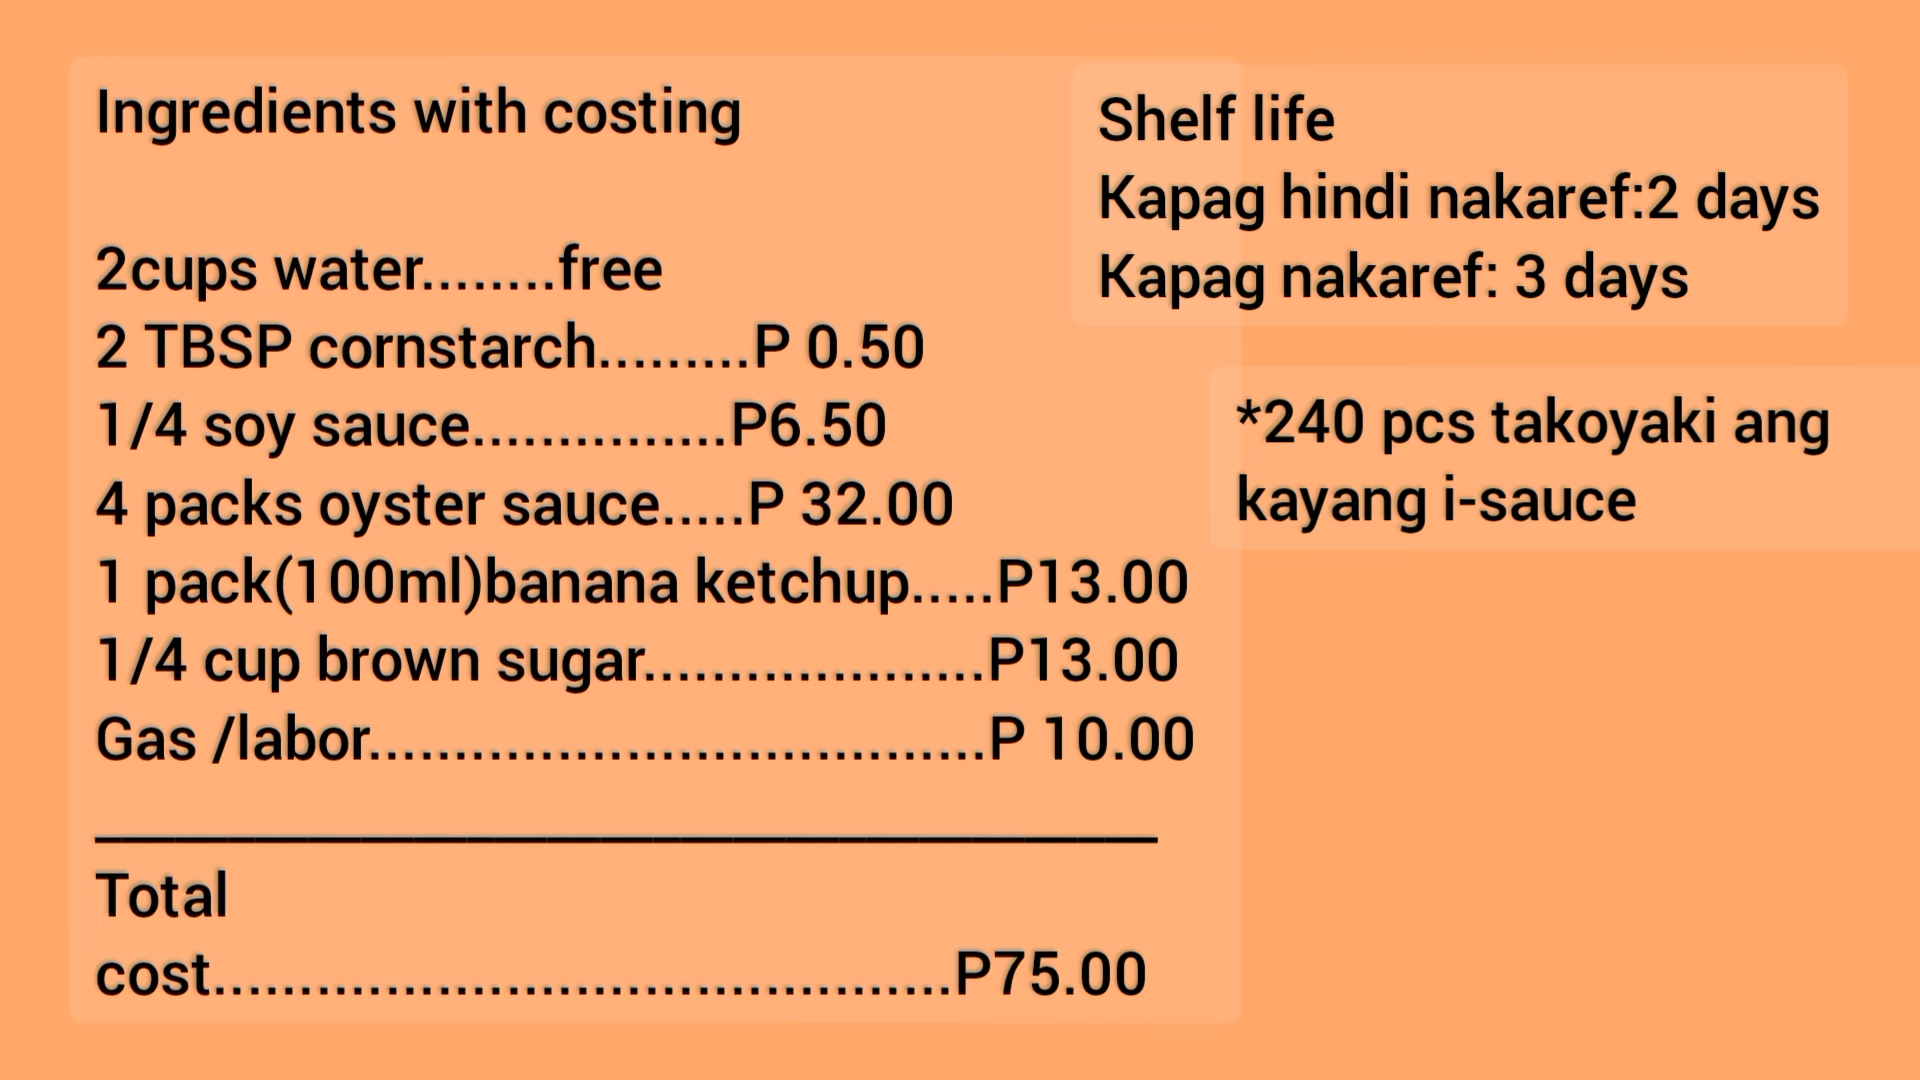 Ingredients with costing
2cups water........free
2 TBSP cornstarch.........P 0.50
1/4 soy sauce...............P6.50
4 packs oyster sauce.....P 32.00
1 pack(100ml)banana ketchup.....P13.00
1/4 cup brown sugar....................P13.00
Gas /labor....................................P 10.00
________________________________________
Total
cost...........................................P75.00
Shelf life
Kapag hindi nakaref:2 days
Kapag nakaref: 3 days
*240 pcs takoyaki ang
kayang i-sauce